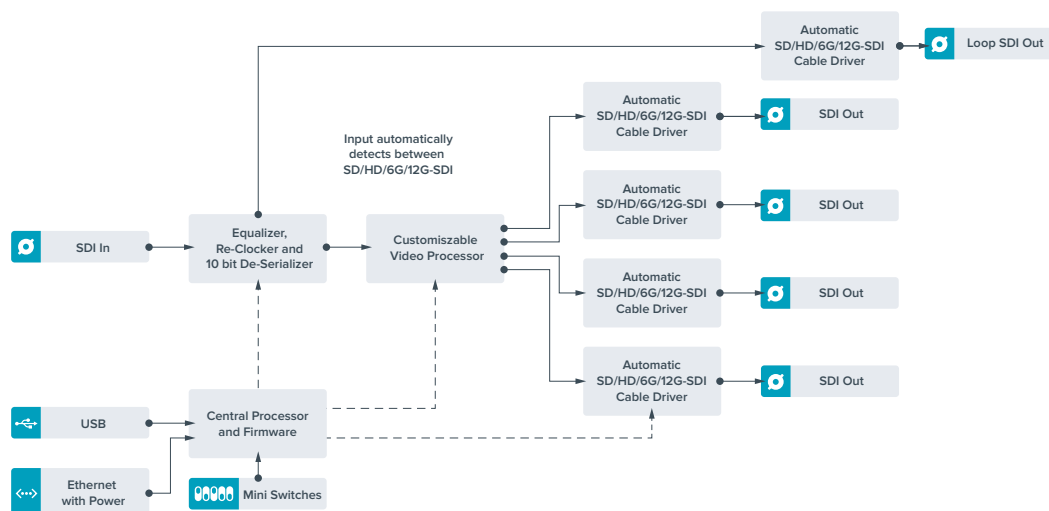 Automatic
SD/HD/6G/12G-SDI
Cable Driver
Loop SDI Out
Automatic
SD/HD/6G/12G-SDI
Cable Driver
SDI Out
Input automatically
detects between
SD/HD/6G/12G-SDI
Automatic
SD/HD/6G/12G-SDI
Cable Driver
SDI Out
SDI In
Equalizer,
Re-Clocker and
10 bit De-Serializer
Customiszable
Video Processor
Automatic
SD/HD/6G/12G-SDI
Cable Driver
SDI Out
Automatic
SD/HD/6G/12G-SDI
Cable Driver
SDI Out
USB
Central Processor
and Firmware
Ethernet
with Power
Mini Switches